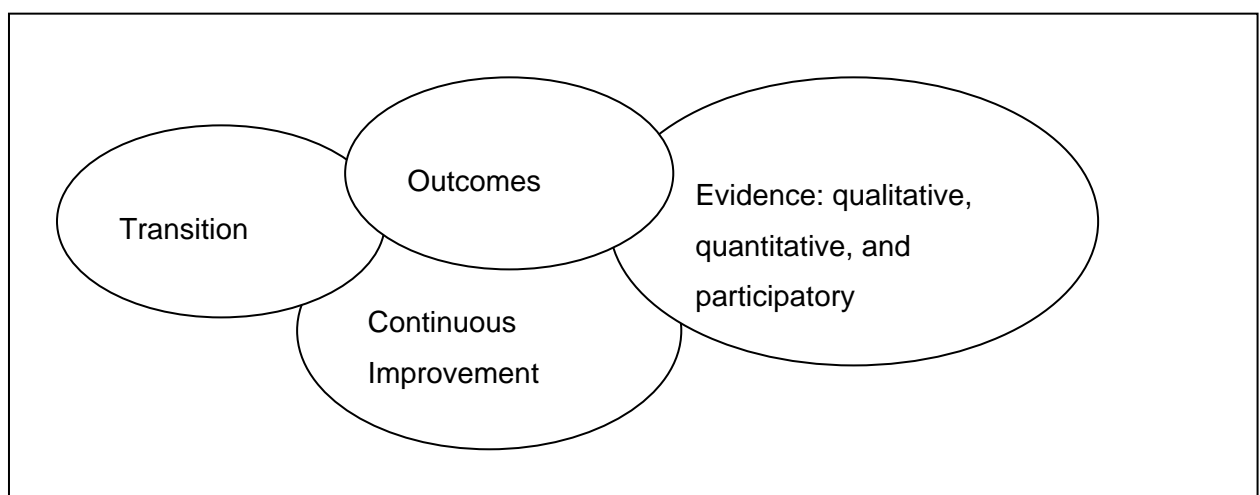 Transition
Outcomes
Evidence: qualitative,
quantitative, and
participatory
Continuous
Improvement